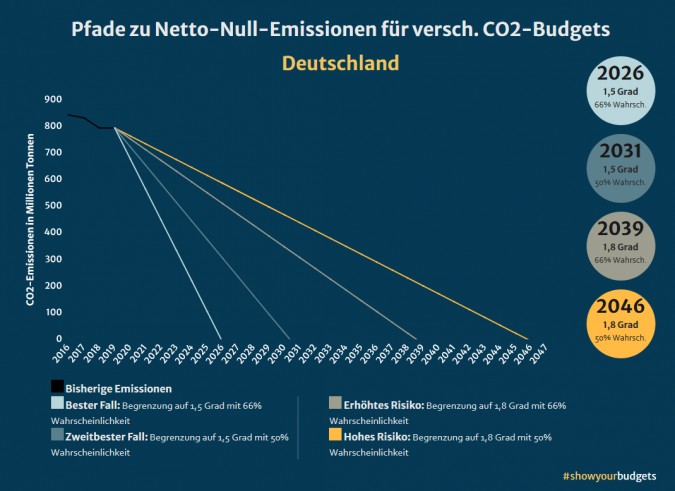 Pfade zu Netto-Null-Emissionen für versch. CO2-Budgets
Deutschland
2026
1,5 Grad
66% Wahrsch.
2031
1,5 Grad
50% Wahrsch.
2039
1,8 Grad
66% Wahrsch.
2046
1,8 Grad
50% Wahrsch.
CO2-Emissionen in Millionen Tonnen
900
800
700
600
500
400
300
200
100
0
2016 2017 2018 2019 2020 2021 2022 2023 2024 2025 2026 2027 2028 2029 2030 2031 2032 2033 2034 2035 2036 2037 2038 2039 2040 2041 2042 2043 2044 2045 2046 2047
Bisherige Emissionen
Bester Fall: Begrenzung auf 1,5 Grad mit 66%
Wahrscheinlichkeit
Zweitbester Fall: Begrenzung auf 1,5 Grad mit 50%
Wahrscheinlichkeit
Erhöhtes Risiko: Begrenzung auf 1,8 Grad mit 66%
Wahrscheinlichkeit
Hohes Risiko: Begrenzung auf 1,8 Grad mit 50%
Wahrscheinlichkeit
#showyourbudgets